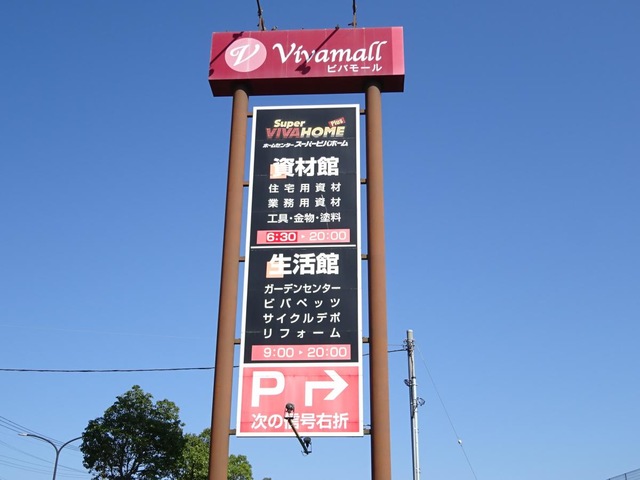 V Vivamall
ビバモール
Super
VIVAHOME Plus
ホームセンター スーパービバホーム
資材館
住宅用資材
業務用資材
工具・金物・塗料
6:30-20:00
生活館
ガーデンセンター
ビバペッツ
サイクルデポ
リフォーム
9:00-20:00
P
次の信号右折